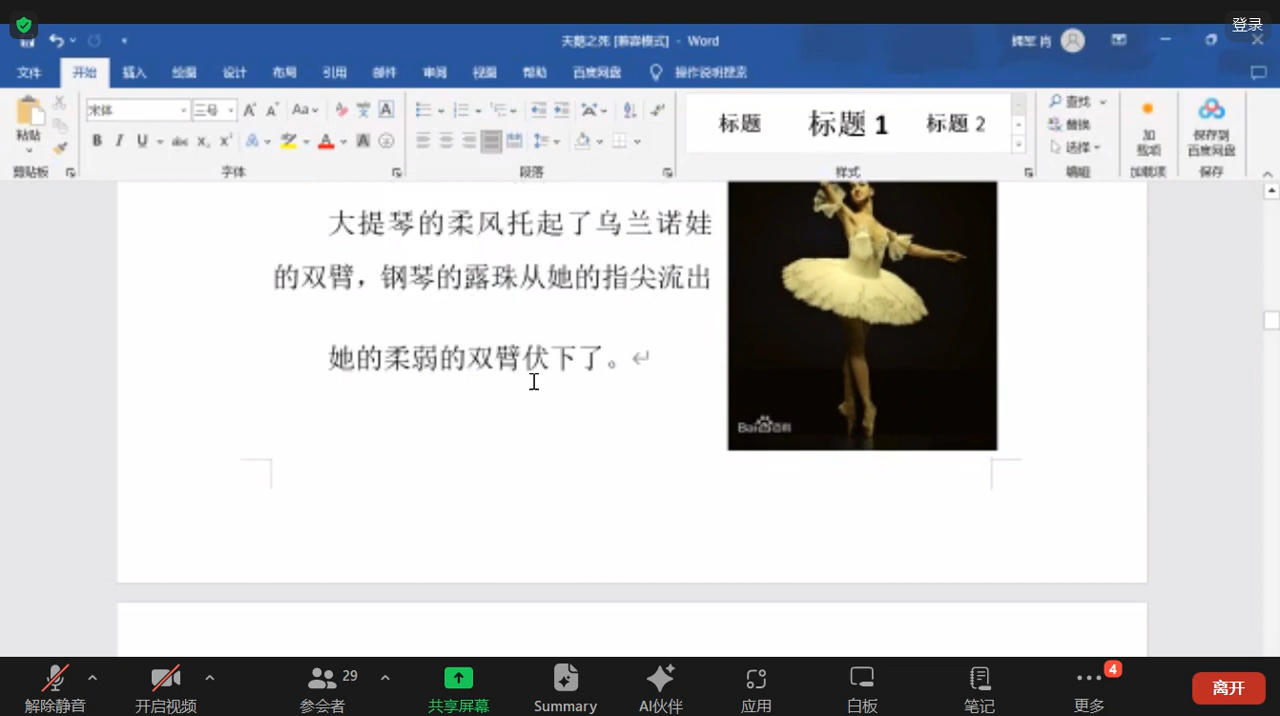 登录
天鹅之死 [兼容模式] - Word
文件 开始 插入 绘图 设计 布局 引用 邮件 审阅 视图 帮助 百度网盘 操作说明搜索
宋体 三号 Aa
查找
替换
选择
粘贴
B I U abc
标题 标题 1 标题 2
加
载项
保存到
百度网盘
剪贴板 字体 段落 样式 编辑 加载项 保存
大提琴的柔风托起了乌兰诺娃
的双臂，钢琴的露珠从她的指尖流出
她的柔弱的双臂伏下了。
Bai百科
29
4
解除静音 开启视频 参会者 共享屏幕 Summary AI伙伴 应用 白板 笔记 更多 离开